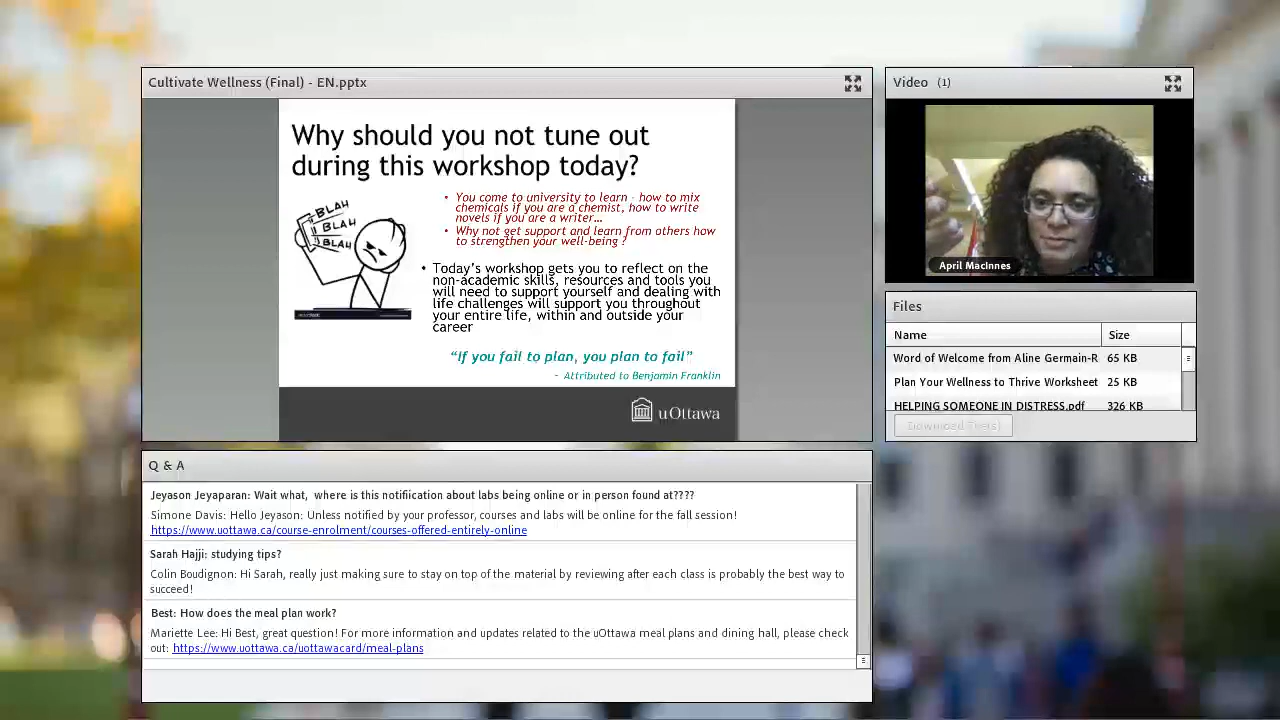 Cultivate Wellness (Final) - EN.pptx
Why should you not tune out
during this workshop today?
BLAH
BLAH
BLAH
• You come to university to learn - how to mix
chemicals if you are a chemist, how to write
novels if you are a writer...
• Why not get support and learn from others how
to strengthen your well-being ?
• Today's workshop gets you to reflect on the
non-academic skills, resources and tools you
will need to support yourself and dealing with
life challenges will support you throughout
your entire life, within and outside your
career
“If you fail to plan, you plan to fail”
- Attributed to Benjamin Franklin
uOttawa
Video (1)
April MacInnes
Files
Name Size
Word of Welcome from Aline Germain-R 65 KB
Plan Your Wellness to Thrive Worksheet 25 KB
HELPING SOMEONE IN DISTRESS.pdf 326 KB
Download File(s)
Q & A
Jeyason Jeyaparan: Wait what, where is this notifiication about labs being online or in person found at????
Simone Davis: Hello Jeyason: Unless notified by your professor, courses and labs will be online for the fall session!
https://www.uottawa.ca/course-enrolment/courses-offered-entirely-online
Sarah Hajji: studying tips?
Colin Boudignon: Hi Sarah, really just making sure to stay on top of the material by reviewing after each class is probably the best way to
succeed!
Best: How does the meal plan work?
Mariette Lee: Hi Best, great question! For more information and updates related to the uOttawa meal plans and dining hall, please check
out: https://www.uottawa.ca/uottawacard/meal-plans